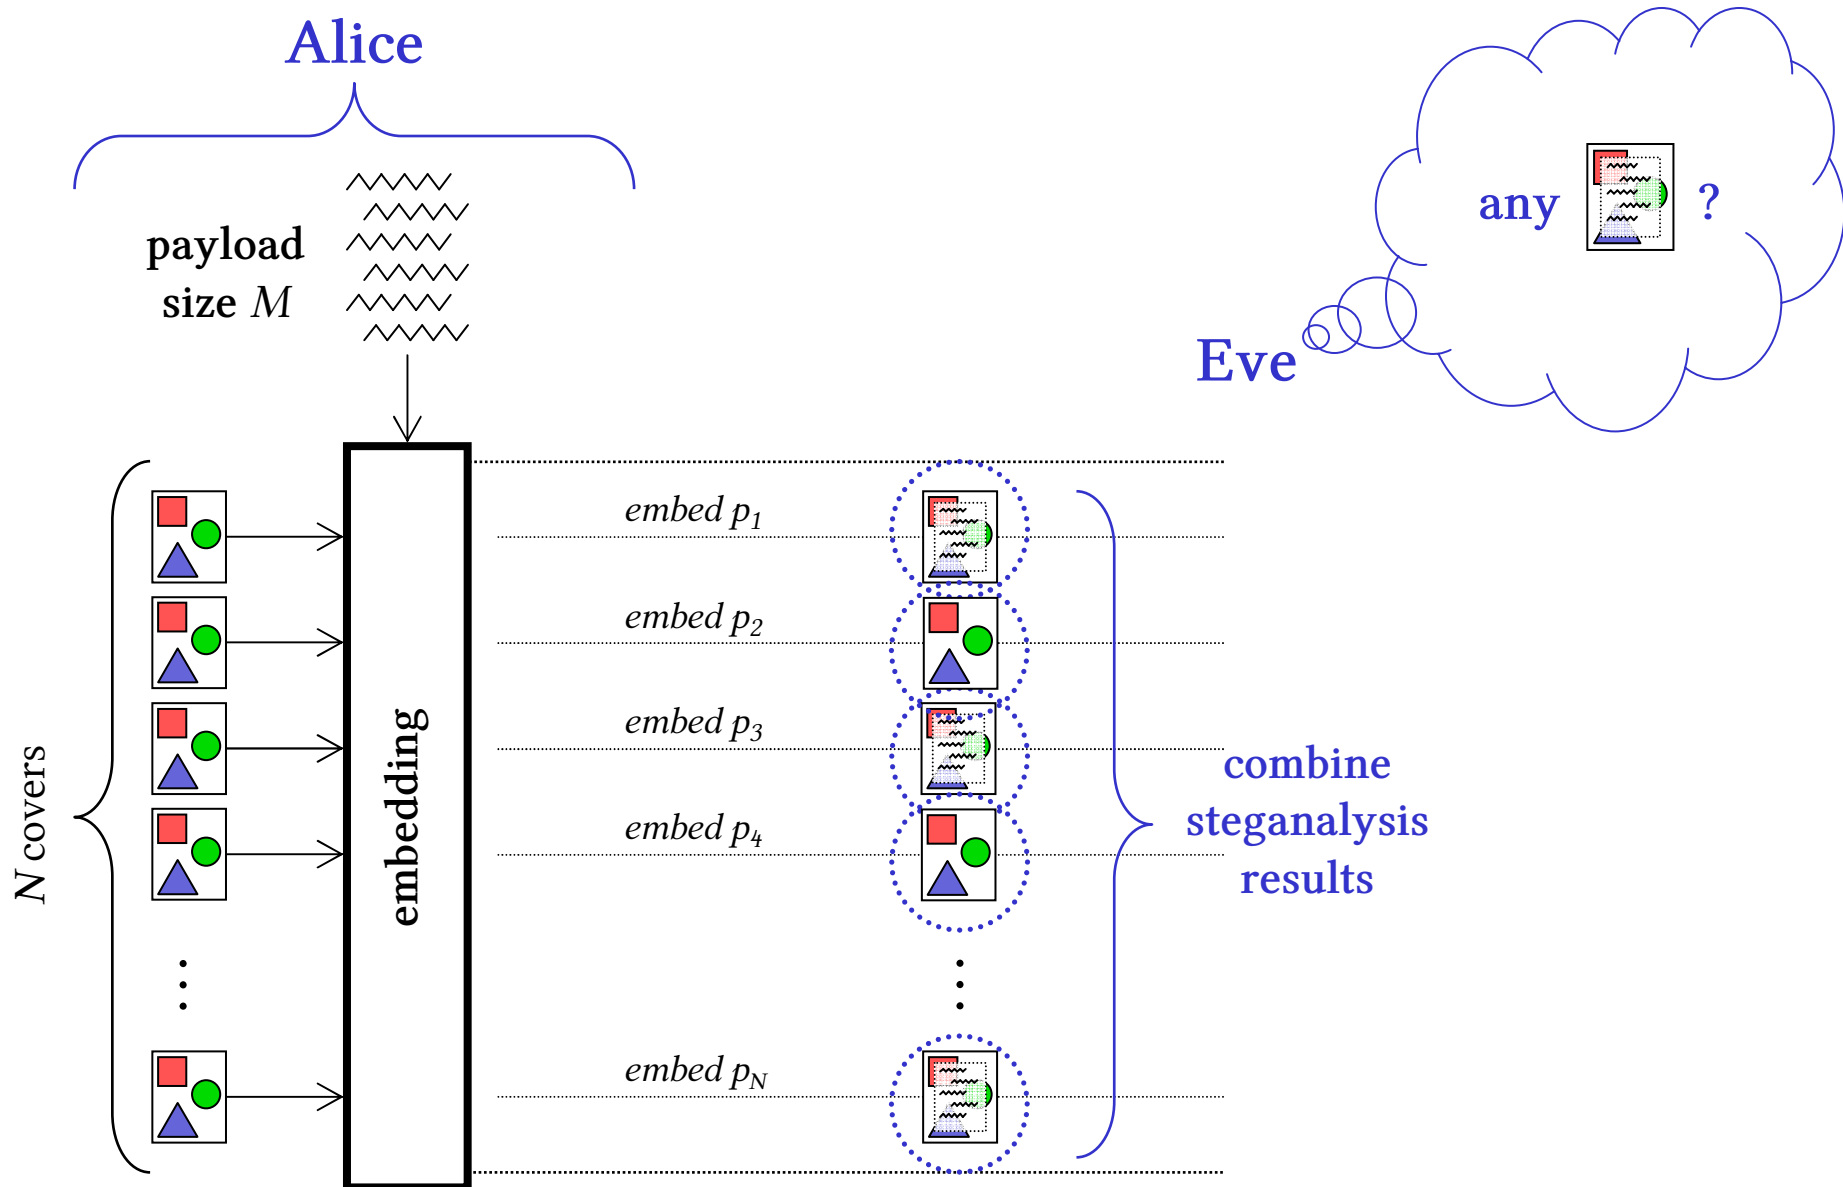 Alice
payload
size M
any ?
Eve
N covers
embedding
embed p₁
embed p₂
embed p₃
embed p₄
embed p_N
combine
steganalysis
results